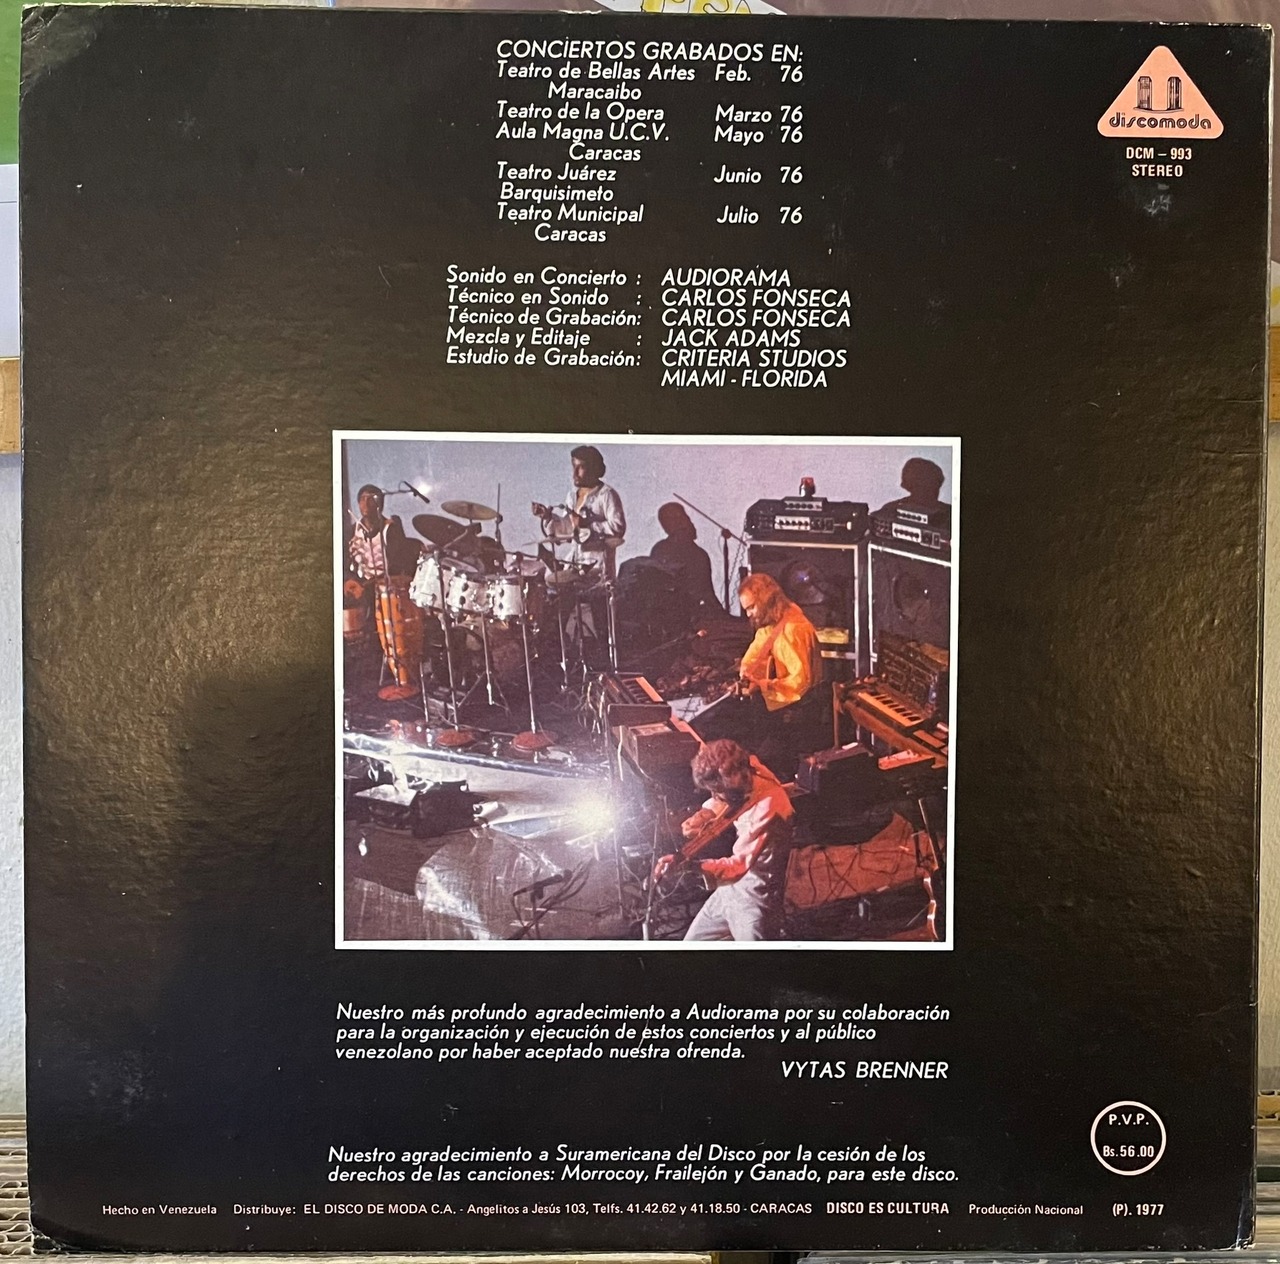 CONCIERTOS GRABADOS EN:
Teatro de Bellas Artes Feb. 76
Maracaibo
Teatro de la Opera Marzo 76
Aula Magna U.C.V. Mayo 76
Caracas
Teatro Juárez Junio 76
Barquisimeto
Teatro Municipal Julio 76
Caracas
discomoda
DCM – 993
STEREO
Sonido en Concierto : AUDIORAMA
Técnico en Sonido : CARLOS FONSECA
Técnico de Grabación: CARLOS FONSECA
Mezcla y Editaje : JACK ADAMS
Estudio de Grabación: CRITERIA STUDIOS
MIAMI - FLORIDA
Nuestro más profundo agradecimiento a Audiorama por su colaboración
para la organización y ejecución de estos conciertos y al público
venezolano por haber aceptado nuestra ofrenda.
VYTAS BRENNER
P.V.P.
Bs. 56.00
Nuestro agradecimiento a Suramericana del Disco por la cesión de los
derechos de las canciones: Morrocoy, Frailejón y Ganado, para este disco.
Hecho en Venezuela Distribuye: EL DISCO DE MODA C.A. - Angelitos a Jesús 103, Telfs. 41.42.62 y 41.18.50 - CARACAS DISCO ES CULTURA Producción Nacional (P). 1977